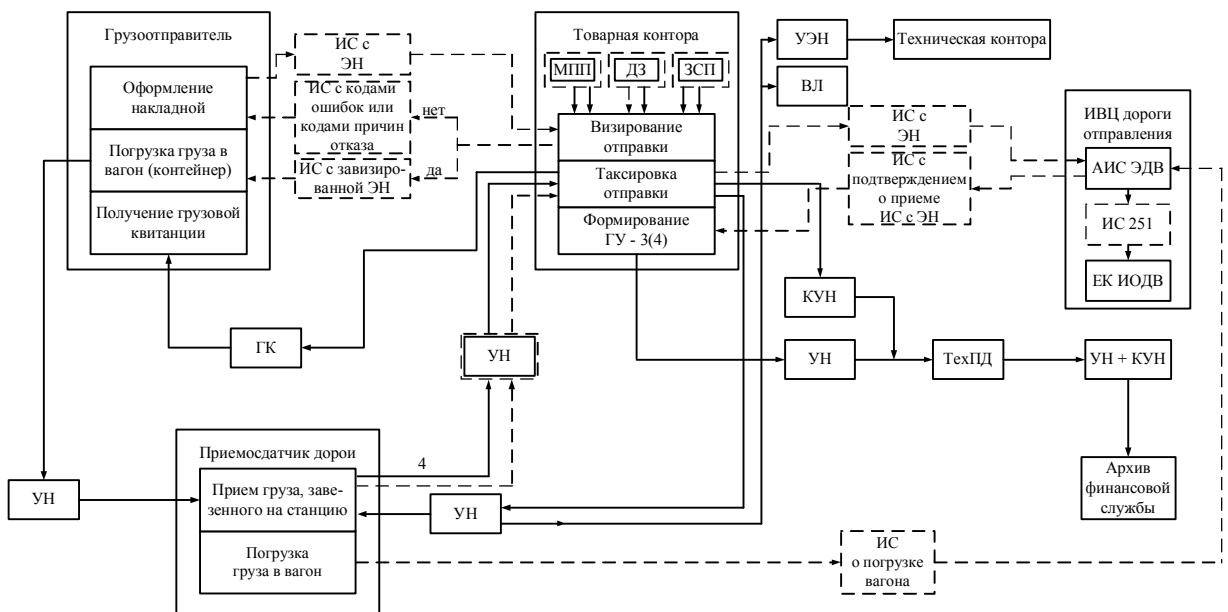 Грузоотправитель
Оформление
накладной
Погрузка груза в
вагон (контейнер)
Получение грузовой
квитанции
ИС с
ЭН
ИС с кодами
ошибок или
кодами причин
отказа
ИС с завизиро-
ванной ЭН
нет
да
Товарная контора
МПП
ДЗ
ЗСП
Визирование
отправки
Таксировка
отправки
Формирование
ГУ - 3(4)
УЭН
Техническая контора
ВЛ
ИС с
ЭН
ИС с
подтверждением
о приеме
ИС с ЭН
ИВЦ дороги
отправления
АИС ЭДВ
ИС 251
ЕК ИОДВ
КУН
ГК
УН
УН
ТехПД
УН + КУН
Приемосдатчик дорои
4
Прием груза, заве-
зенного на станцию
Погрузка
груза в вагон
УН
УН
Архив
финансовой
службы
ИС
о погрузке
вагона